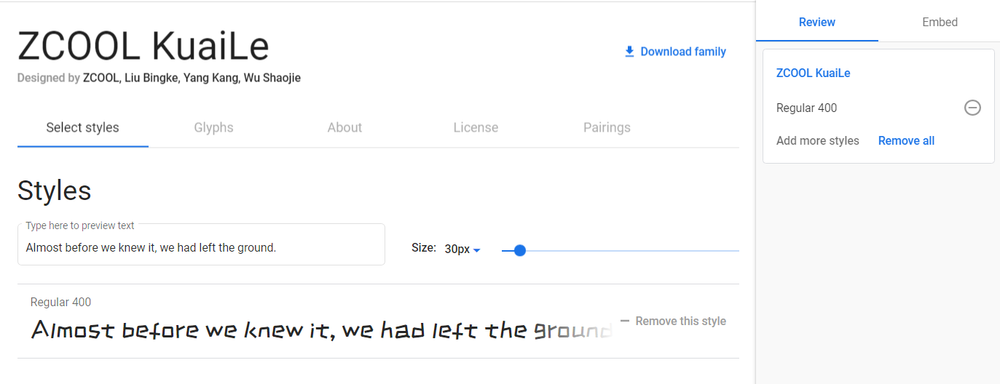 ZCOOL KuaiLe
Download family
Designed by ZCOOL, Liu Bingke, Yang Kang, Wu Shaojie
Select styles
Glyphs
About
License
Pairings
Styles
Type here to preview text
Almost before we knew it, we had left the ground.
Size: 30px
Regular 400
Almost before we knew it, we had left the ground
Remove this style
Review
Embed
ZCOOL KuaiLe
Regular 400
Add more styles
Remove all